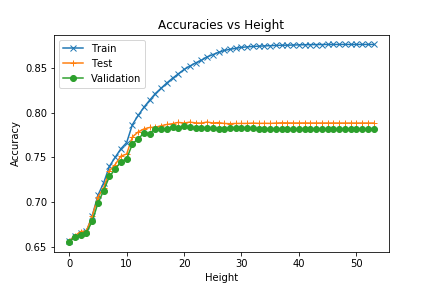 Accuracies vs Height
Train
Test
Validation
0.85
0.80
0.75
0.70
0.65
Accuracy
0 10 20 30 40 50
Height